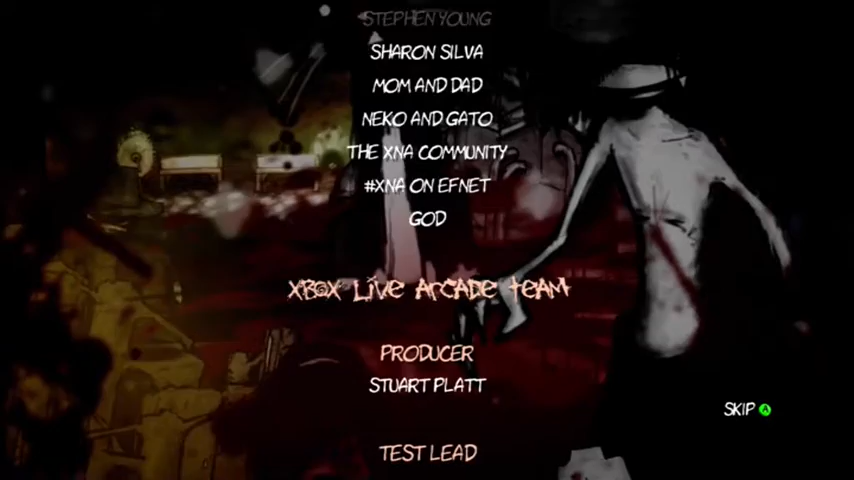 STEPHEN YOUNG
SHARON SILVA
MOM AND DAD
NEKO AND GATO
THE XNA COMMUNITY
#XNA ON EFNET
GOD
XBOX LIVE ARCADE TEAM
PRODUCER
STUART PLATT
SKIP A
TEST LEAD